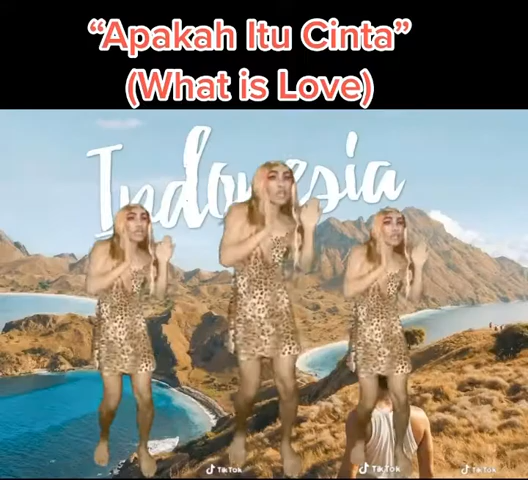 “Apakah Itu Cinta”
(What is Love)
Indonesia
TikTok
TikTok
TikTok